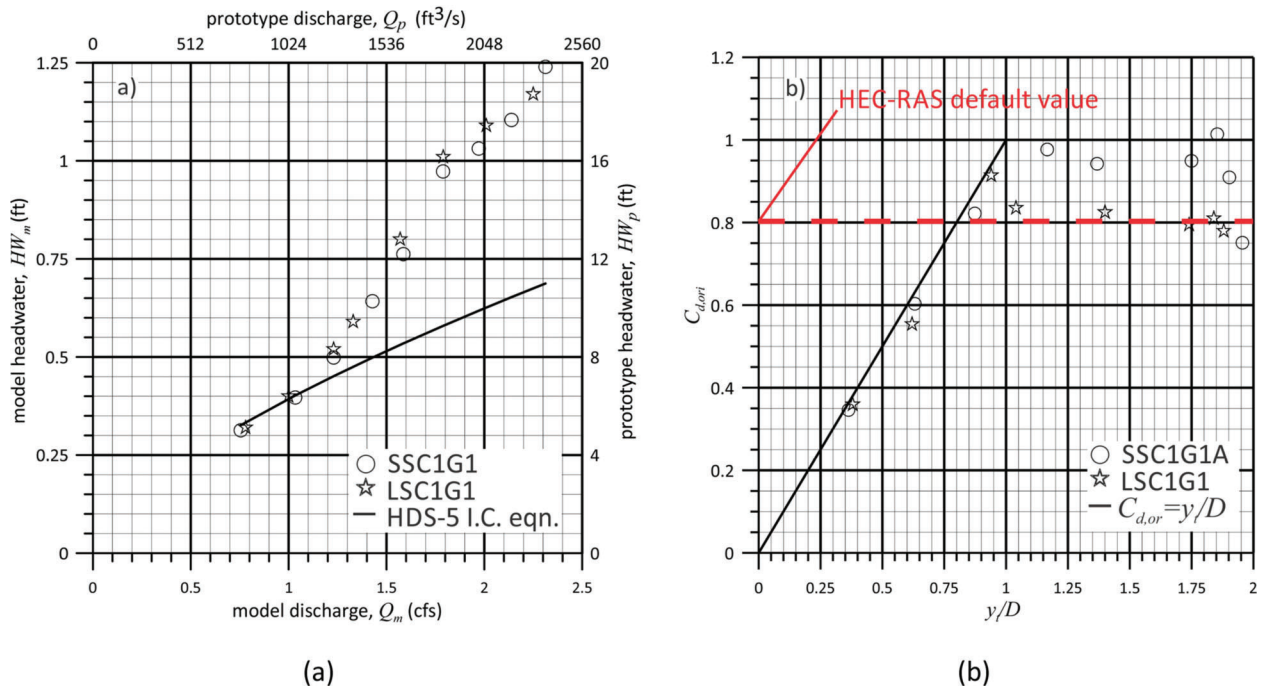 prototype discharge, Qp (ft3/s)
0 512 1024 1536 2048 2560
1.25
1
0.75
0.5
0.25
0
model headwater, HWm (ft)
a)
20
16
12
8
4
0
prototype headwater, HWp (ft)
SSC1G1
LSC1G1
HDS-5 I.C. eqn.
0 0.5 1 1.5 2 2.5
model discharge, Qm (cfs)
(a)
1.2
1
0.8
0.6
0.4
0.2
0
Cd,ori
b)
HEC-RAS default value
SSC1G1A
LSC1G1
Cd,or=yt/D
0 0.25 0.5 0.75 1 1.25 1.5 1.75 2
yt/D
(b)